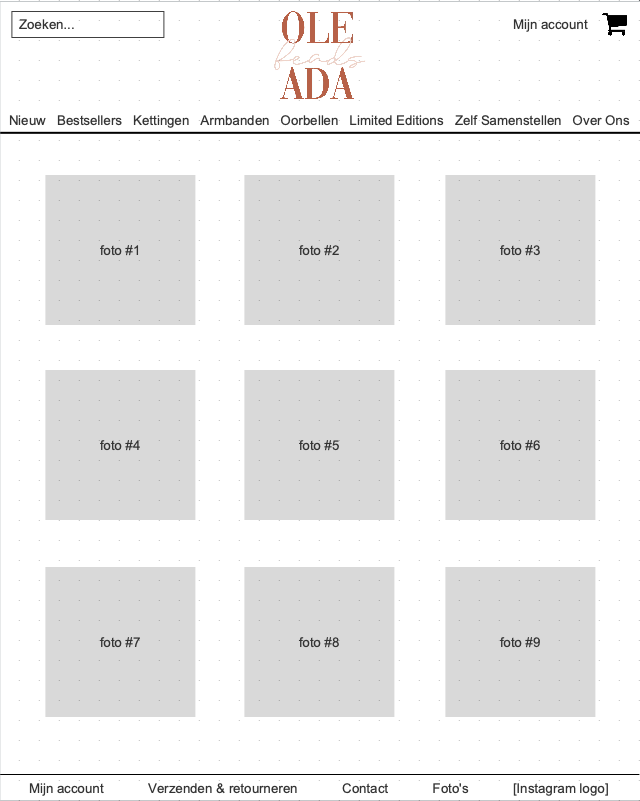 Zoeken...
OLE
beads
ADA
Mijn account
Nieuw Bestsellers Kettingen Armbanden Oorbellen Limited Editions Zelf Samenstellen Over Ons
foto #1 foto #2 foto #3
foto #4 foto #5 foto #6
foto #7 foto #8 foto #9
Mijn account Verzenden & retourneren Contact Foto's [Instagram logo]